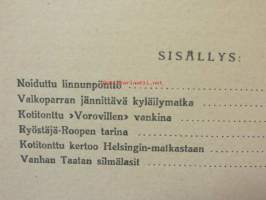 SISÄLLYS:
Noiduttu linnunpönttö
Valkoparran jännittävä kyläilymatka
Kotitonttu »Vorovillen» vankina
Ryöstäjä-Roopen tarina
Kotitonttu kertoo Helsingin-matkastaan
Vanhan Taatan silmälasit